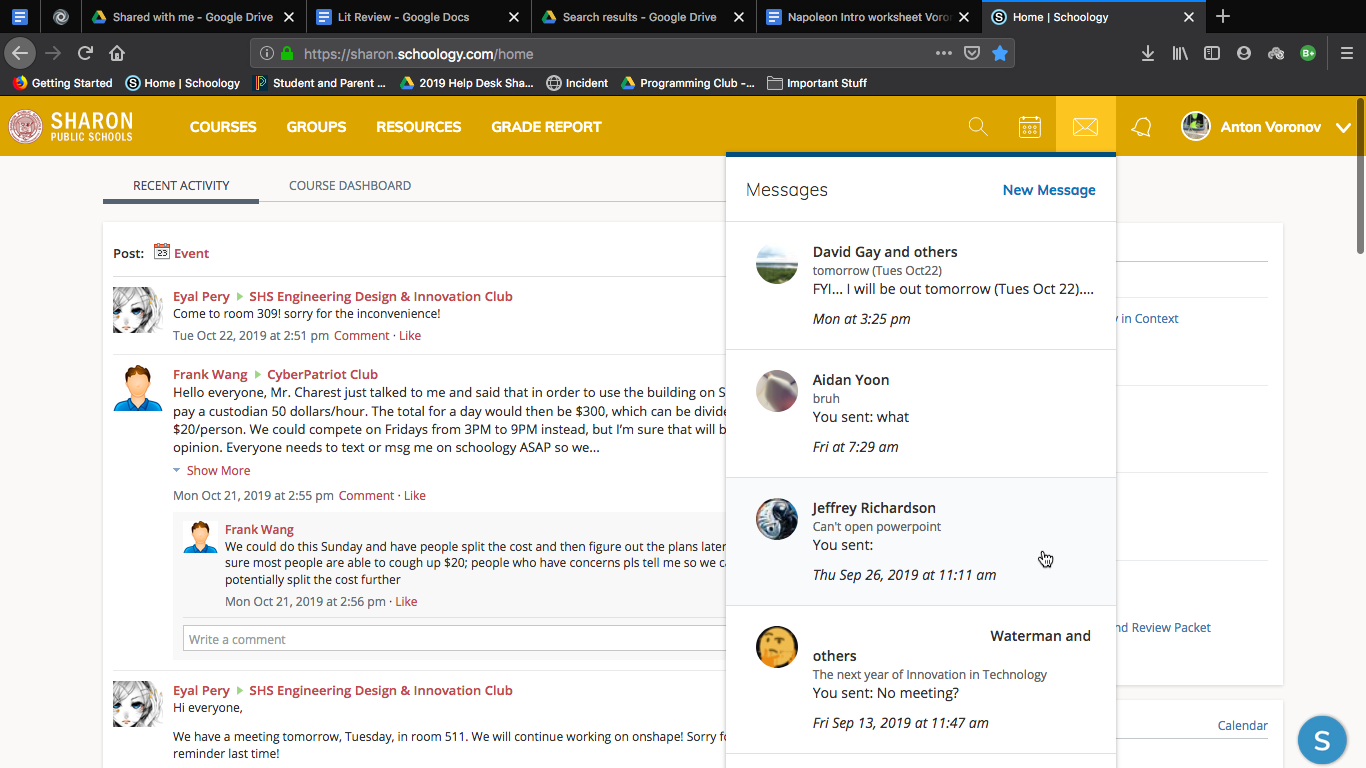 Shared with me - Google Drive
Lit Review - Google Docs
Search results - Google Drive
Napoleon Intro worksheet Voro
Home | Schoology
https://sharon.schoology.com/home
Getting Started
Home | Schoology
Student and Parent ...
2019 Help Desk Sha...
Incident
Programming Club -...
Important Stuff
SHARON
PUBLIC SCHOOLS
COURSES
GROUPS
RESOURCES
GRADE REPORT
Anton Voronov
RECENT ACTIVITY
COURSE DASHBOARD
Post: 23 Event
Eyal Pery SHS Engineering Design & Innovation Club
Come to room 309! sorry for the inconvenience!
Tue Oct 22, 2019 at 2:51 pm Comment · Like
Frank Wang CyberPatriot Club
Hello everyone, Mr. Charest just talked to me and said that in order to use the building on S
pay a custodian 50 dollars/hour. The total for a day would then be $300, which can be divide
$20/person. We could compete on Fridays from 3PM to 9PM instead, but I'm sure that will b
opinion. Everyone needs to text or msg me on schoology ASAP so we...
Show More
Mon Oct 21, 2019 at 2:55 pm Comment · Like
Frank Wang
We could do this Sunday and have people split the cost and then figure out the plans later
sure most people are able to cough up $20; people who have concerns pls tell me so we ca
potentially split the cost further
Mon Oct 21, 2019 at 2:56 pm · Like
Write a comment
Eyal Pery SHS Engineering Design & Innovation Club
Hi everyone,
We have a meeting tomorrow, Tuesday, in room 511. We will continue working on onshape! Sorry fo
reminder last time!
Messages
New Message
David Gay and others
tomorrow (Tues Oct22)
FYI... I will be out tomorrow (Tues Oct 22)....
Mon at 3:25 pm
Aidan Yoon
bruh
You sent: what
Fri at 7:29 am
Jeffrey Richardson
Can't open powerpoint
You sent:
Thu Sep 26, 2019 at 11:11 am
Waterman and
others
The next year of Innovation in Technology
You sent: No meeting?
Fri Sep 13, 2019 at 11:47 am
y in Context
nd Review Packet
Calendar
S